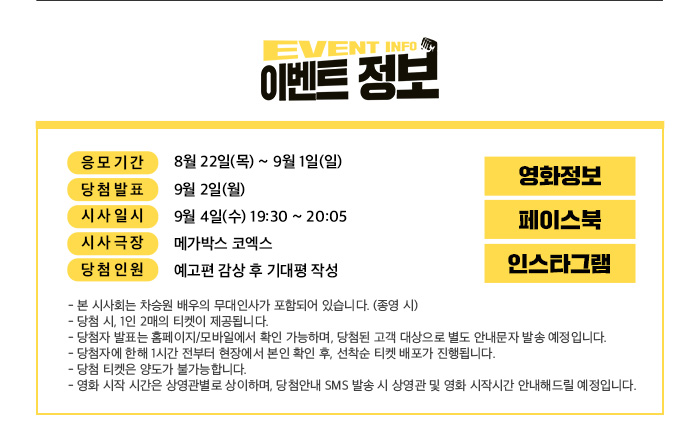 EVENT INFO
이벤트 정보
응모기간 8월 22일(목) ~ 9월 1일(일)
당첨발표 9월 2일(월)
시사일시 9월 4일(수) 19:30 ~ 20:05
시사극장 메가박스 코엑스
당첨인원 예고편 감상 후 기대평 작성
영화정보
페이스북
인스타그램
- 본 시사회는 차승원 배우의 무대인사가 포함되어 있습니다. (종영 시)
- 당첨 시, 1인 2매의 티켓이 제공됩니다.
- 당첨자 발표는 홈페이지/모바일에서 확인 가능하며, 당첨된 고객 대상으로 별도 안내문자 발송 예정입니다.
- 당첨자에 한해 1시간 전부터 현장에서 본인 확인 후, 선착순 티켓 배포가 진행됩니다.
- 당첨 티켓은 양도가 불가능합니다.
- 영화 시작 시간은 상영관별로 상이하며, 당첨안내 SMS 발송 시 상영관 및 영화 시작시간 안내해드릴 예정입니다.